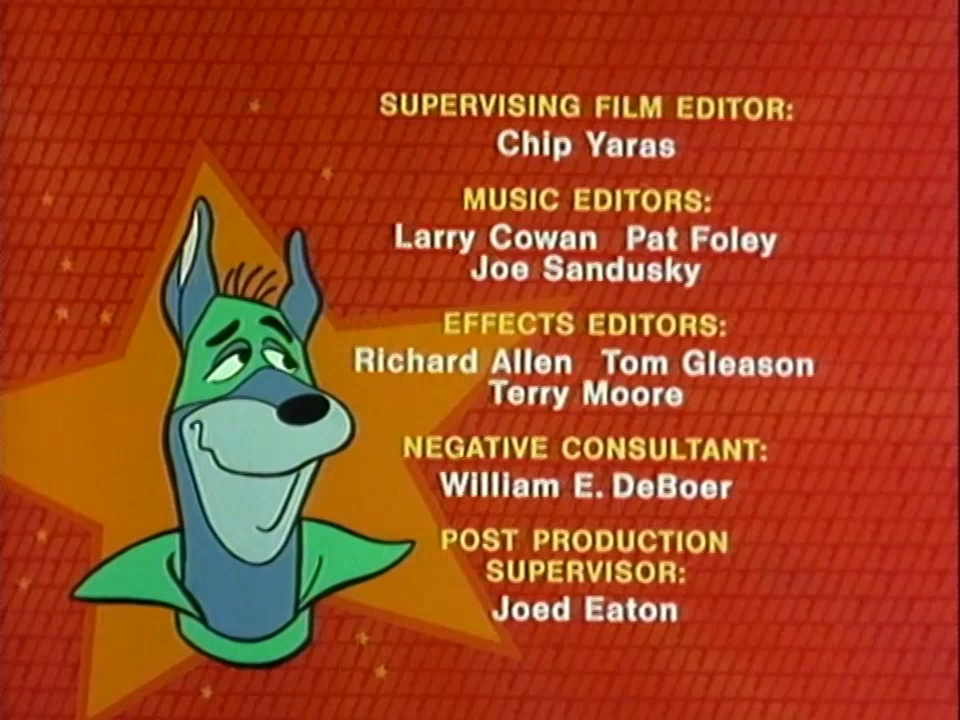 SUPERVISING FILM EDITOR:
Chip Yaras
MUSIC EDITORS:
Larry Cowan Pat Foley
Joe Sandusky
EFFECTS EDITORS:
Richard Allen Tom Gleason
Terry Moore
NEGATIVE CONSULTANT:
William E. DeBoer
POST PRODUCTION
SUPERVISOR:
Joed Eaton